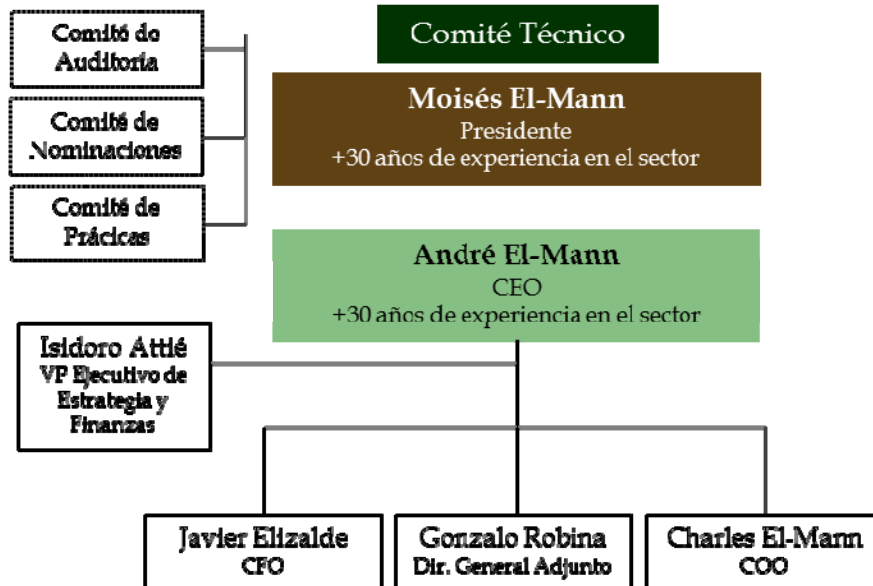 Comité do
Auditoría
Comité de
Nominaciones
Comité de
Prácicas
Comité Técnico
Moisés El-Mann
Presidente
+30 años de experiencia en el sector
André El-Mann
CEO
+30 años de experiencia en el sector
Isidoro Attié
VP Ejecutivo de
Estrategia y
Finanzas
Javier Elizalde
CFO
Gonzalo Robina
Dir. General Adjunto
Charles El-Mann
COO